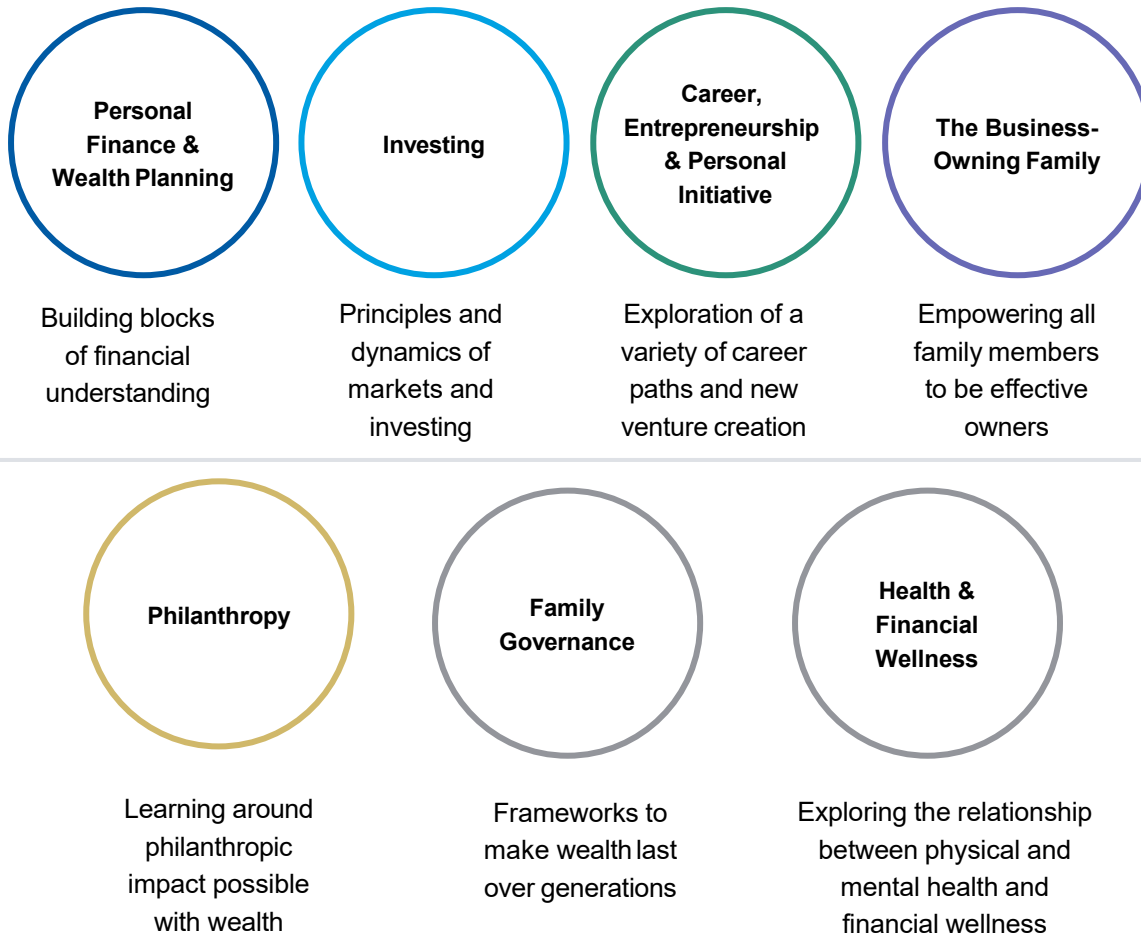 Personal
Finance &
Wealth Planning
Investing
Career,
Entrepreneurship
& Personal
Initiative
The Business-
Owning Family
Building blocks
of financial
understanding
Principles and
dynamics of
markets and
investing
Exploration of a
variety of career
paths and new
venture creation
Empowering all
family members
to be effective
owners
Philanthropy
Family
Governance
Health &
Financial
Wellness
Learning around
philanthropic
impact possible
with wealth
Frameworks to
make wealth last
over generations
Exploring the relationship
between physical and
mental health and
financial wellness